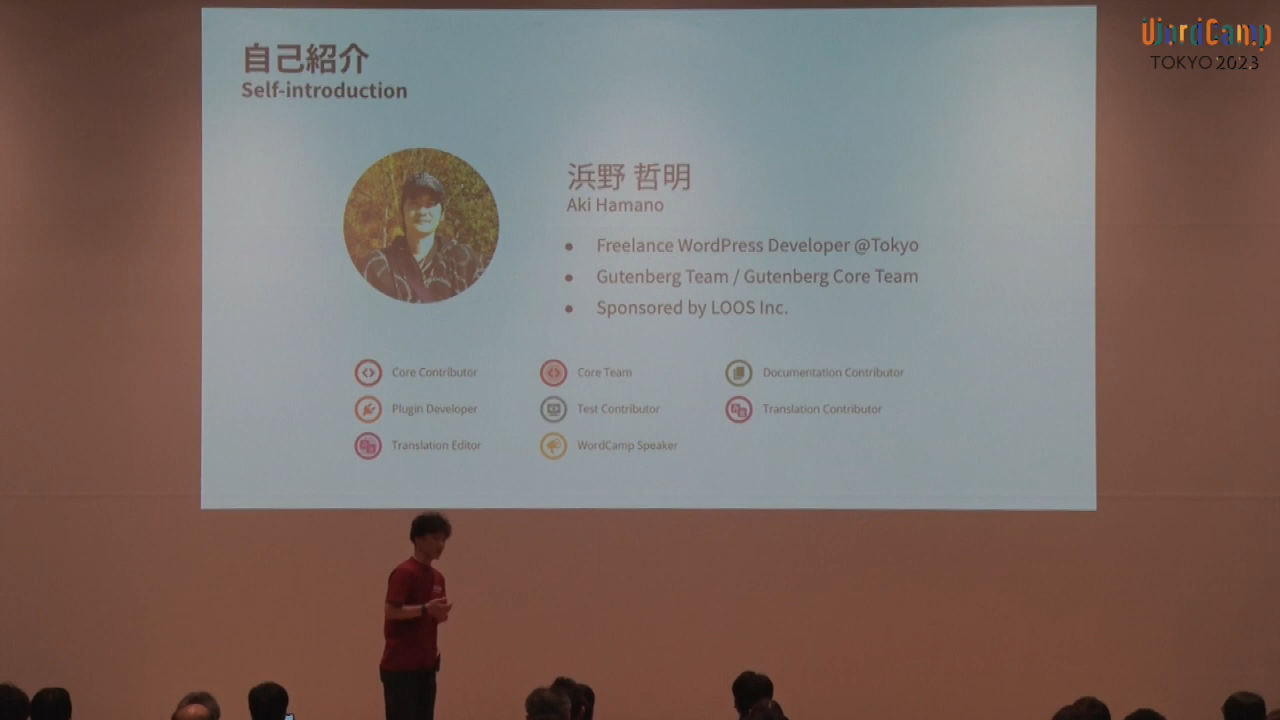 WordCamp
TOKYO 2023
自己紹介
Self-introduction
浜野 哲明
Aki Hamano
● Freelance WordPress Developer @Tokyo
● Gutenberg Team / Gutenberg Core Team
● Sponsored by LOOS Inc.
Core Contributor
Core Team
Documentation Contributor
Plugin Developer
Test Contributor
Translation Contributor
Translation Editor
WordCamp Speaker